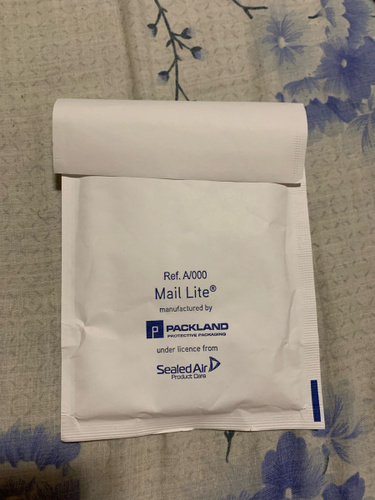 Ref. A/000
Mail Lite®
manufactured by
P PACKLAND
PROTECTIVE PACKAGING
under licence from
Sealed Air
Product Care